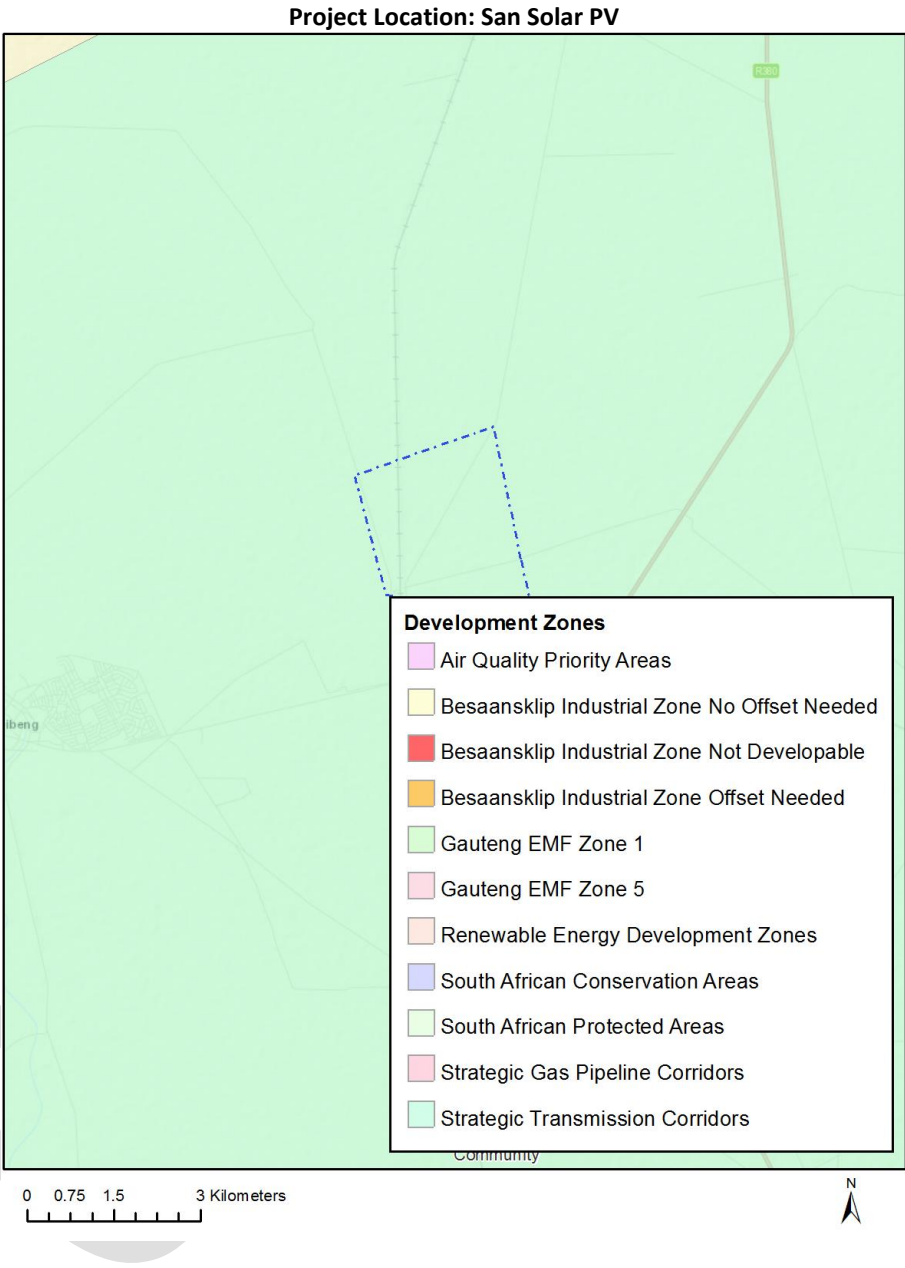 Project Location: San Solar PV
R380
ibeng
Development Zones
Air Quality Priority Areas
Besaansklip Industrial Zone No Offset Needed
Besaansklip Industrial Zone Not Developable
Besaansklip Industrial Zone Offset Needed
Gauteng EMF Zone 1
Gauteng EMF Zone 5
Renewable Energy Development Zones
South African Conservation Areas
South African Protected Areas
Strategic Gas Pipeline Corridors
Strategic Transmission Corridors
Community
0 0.75 1.5 3 Kilometers
N